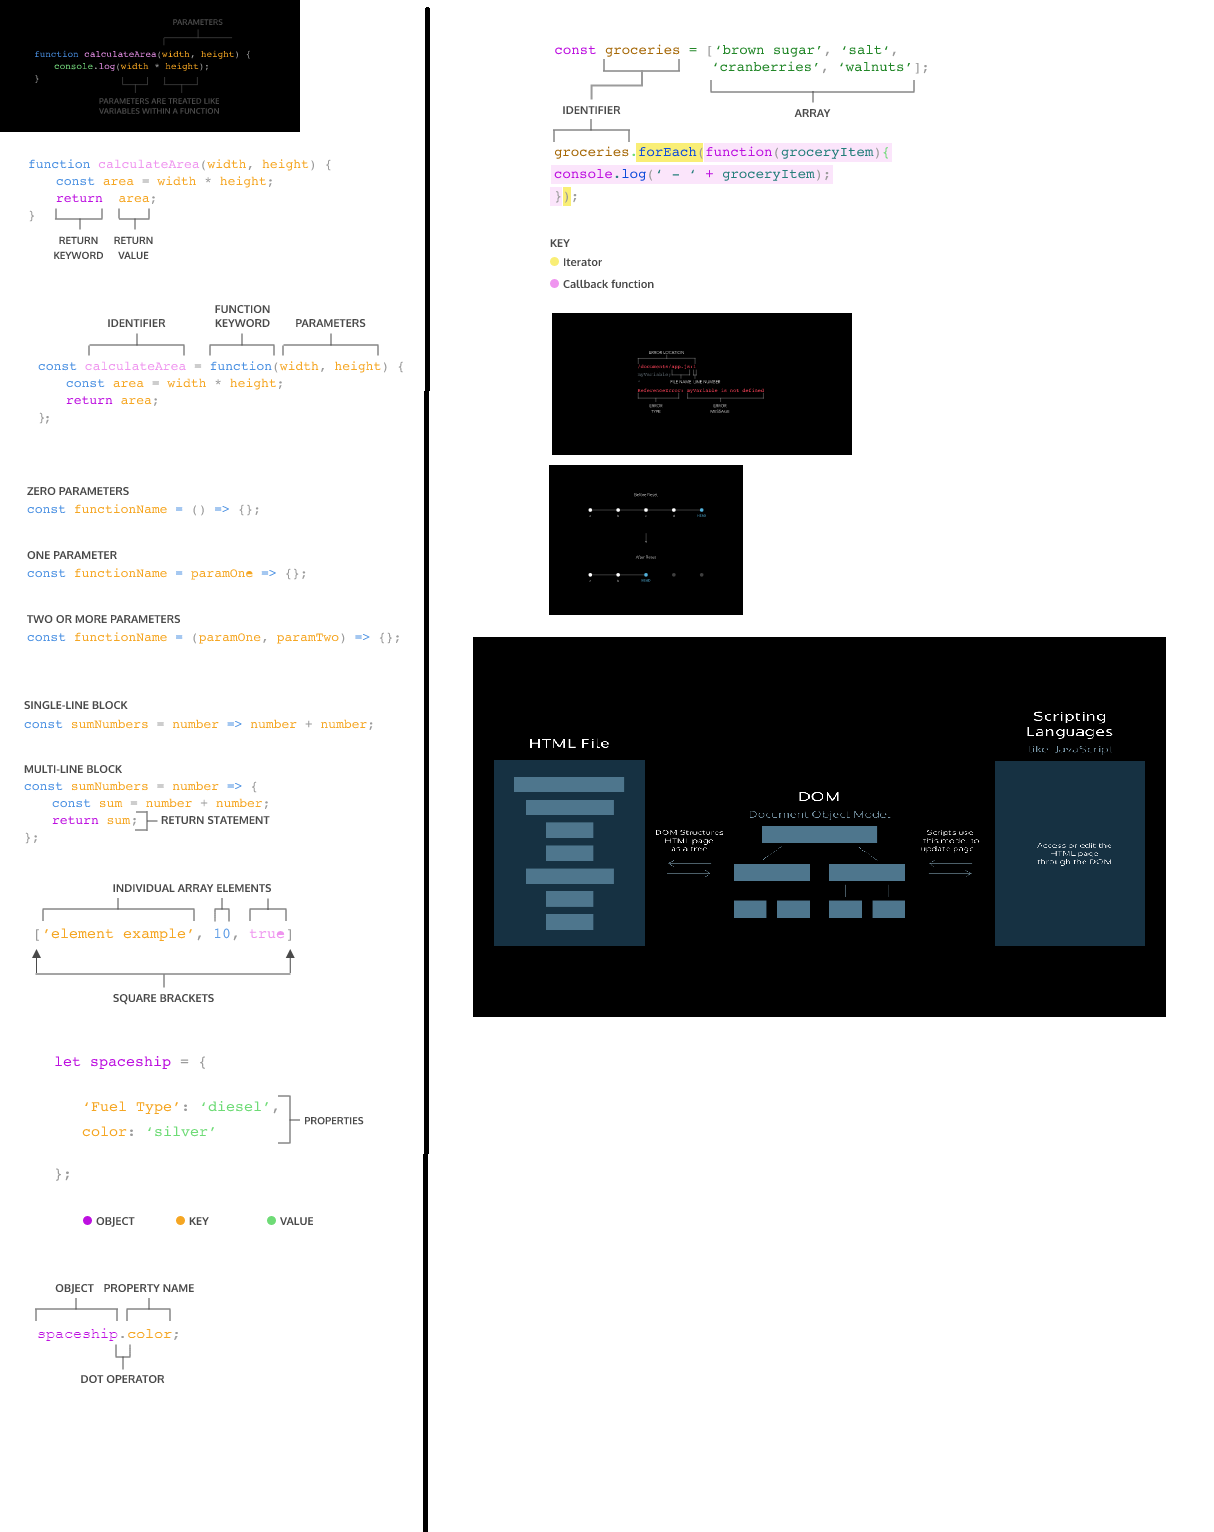 PARAMETERS
function calculateArea(width, height) {
console.log(width * height);
}
PARAMETERS ARE TREATED LIKE
VARIABLES WITHIN A FUNCTION
function calculateArea(width, height) {
const area = width * height;
return area;
}
RETURN KEYWORD
RETURN VALUE
IDENTIFIER
FUNCTION KEYWORD
PARAMETERS
const calculateArea = function(width, height) {
const area = width * height;
return area;
};
ZERO PARAMETERS
const functionName = () => {};
ONE PARAMETER
const functionName = paramOne => {};
TWO OR MORE PARAMETERS
const functionName = (paramOne, paramTwo) => {};
SINGLE-LINE BLOCK
const sumNumbers = number => number + number;
MULTI-LINE BLOCK
const sumNumbers = number => {
const sum = number + number;
return sum; RETURN STATEMENT
};
INDIVIDUAL ARRAY ELEMENTS
['element example', 10, true]
SQUARE BRACKETS
let spaceship = {
‘Fuel Type’: ‘diesel’,
color: ‘silver’
PROPERTIES
};
OBJECT KEY VALUE
OBJECT PROPERTY NAME
spaceship.color;
DOT OPERATOR
const groceries = [‘brown sugar’, ‘salt‘,
‘cranberries’, ‘walnuts’];
IDENTIFIER
ARRAY
groceries.forEach(function(groceryItem){
console.log(‘ - ‘ + groceryItem);
});
KEY
Iterator
Callback function
ERROR LOCATION
/documents/app.js:1
myVariable;
FILE NAME LINE NUMBER
ReferenceError: myVariable is not defined
ERROR TYPE
ERROR MESSAGE
Before Reset
HEAD
After Reset
HEAD
HTML File
DOM Structures
HTML page
as a tree
DOM
Document Object Model
Scripts use
this model to
update page
Scripting
Languages
like JavaScript
Access or edit the
HTML page
through the DOM